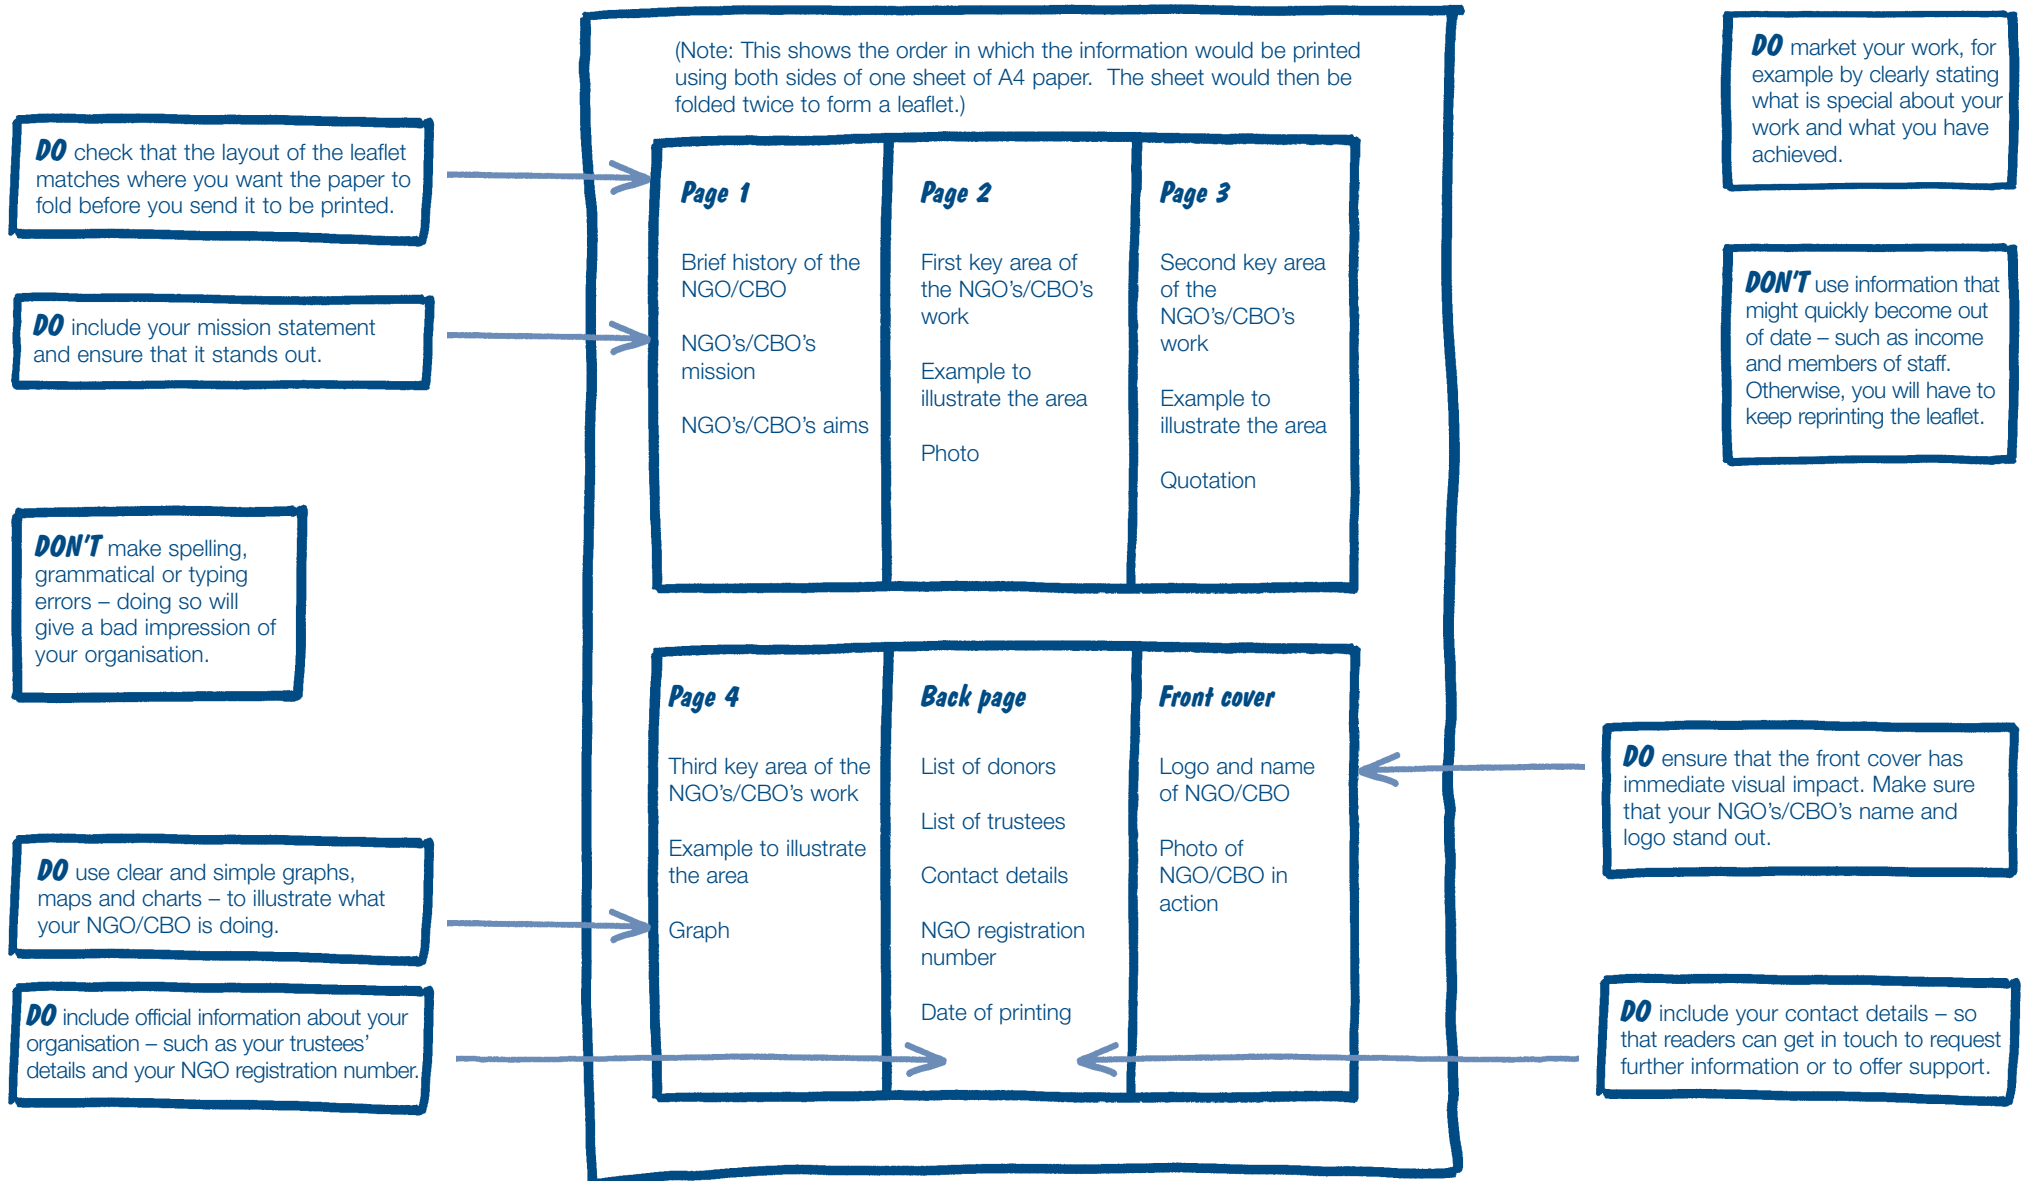 (Note: This shows the order in which the information would be printed
using both sides of one sheet of A4 paper.  The sheet would then be
folded twice to form a leaflet.)
DO check that the layout of the leaflet
matches where you want the paper to
fold before you send it to be printed.
DO include your mission statement
and ensure that it stands out.
DON'T make spelling,
grammatical or typing
errors – doing so will
give a bad impression of
your organisation.
DO use clear and simple graphs,
maps and charts – to illustrate what
your NGO/CBO is doing.
DO include official information about your
organisation – such as your trustees’
details and your NGO registration number.
Page 1
Brief history of the
NGO/CBO
NGO’s/CBO’s
mission
NGO’s/CBO’s aims
Page 2
First key area of
the NGO’s/CBO’s
work
Example to
illustrate the area
Photo
Page 3
Second key area
of the
NGO’s/CBO’s
work
Example to
illustrate the area
Quotation
Page 4
Third key area of the
NGO’s/CBO’s work
Example to illustrate
the area
Graph
Back page
List of donors
List of trustees
Contact details
NGO registration
number
Date of printing
Front cover
Logo and name
of NGO/CBO
Photo of
NGO/CBO in
action
DO market your work, for
example by clearly stating
what is special about your
work and what you have
achieved.
DON'T use information that
might quickly become out
of date – such as income
and members of staff.
Otherwise, you will have to
keep reprinting the leaflet.
DO ensure that the front cover has
immediate visual impact. Make sure
that your NGO’s/CBO’s name and
logo stand out.
DO include your contact details – so
that readers can get in touch to request
further information or to offer support.